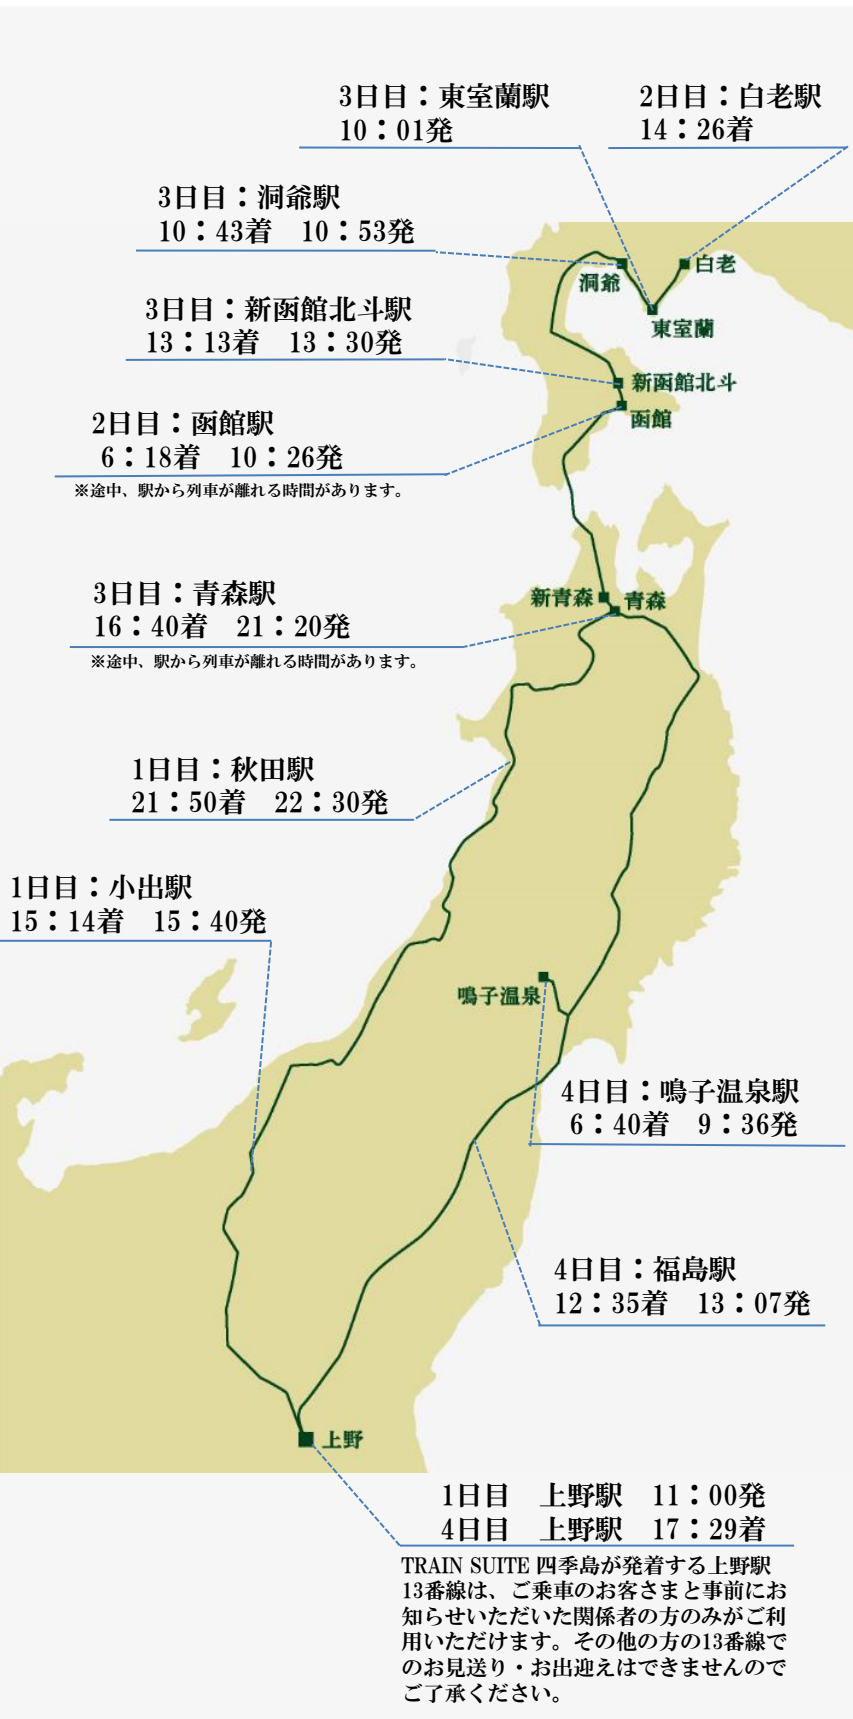 3日目：東室蘭駅
10：01発
2日目：白老駅
14：26着
3日目：洞爺駅
10：43着　10：53発
白老
洞爺
東室蘭
3日目：新函館北斗駅
13：13着　13：30発
新函館北斗
函館
2日目：函館駅
6：18着　10：26発
※途中、駅から列車が離れる時間があります。
3日目：青森駅
16：40着　21：20発
※途中、駅から列車が離れる時間があります。
新青森
青森
1日目：秋田駅
21：50着　22：30発
1日目：小出駅
15：14着　15：40発
鳴子温泉
4日目：鳴子温泉駅
6：40着　9：36発
4日目：福島駅
12：35着　13：07発
上野
1日目　上野駅　11：00発
4日目　上野駅　17：29着
TRAIN SUITE 四季島が発着する上野駅
13番線は、ご乗車のお客さまと事前にお
知らせいただいた関係者の方のみがご利
用いただけます。その他の方の13番線で
のお見送り・お出迎えはできませんので
ご了承ください。